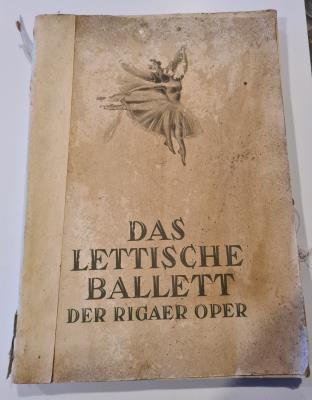 DAS
LETTISCHE
BALLETT
DER RIGAER OPER